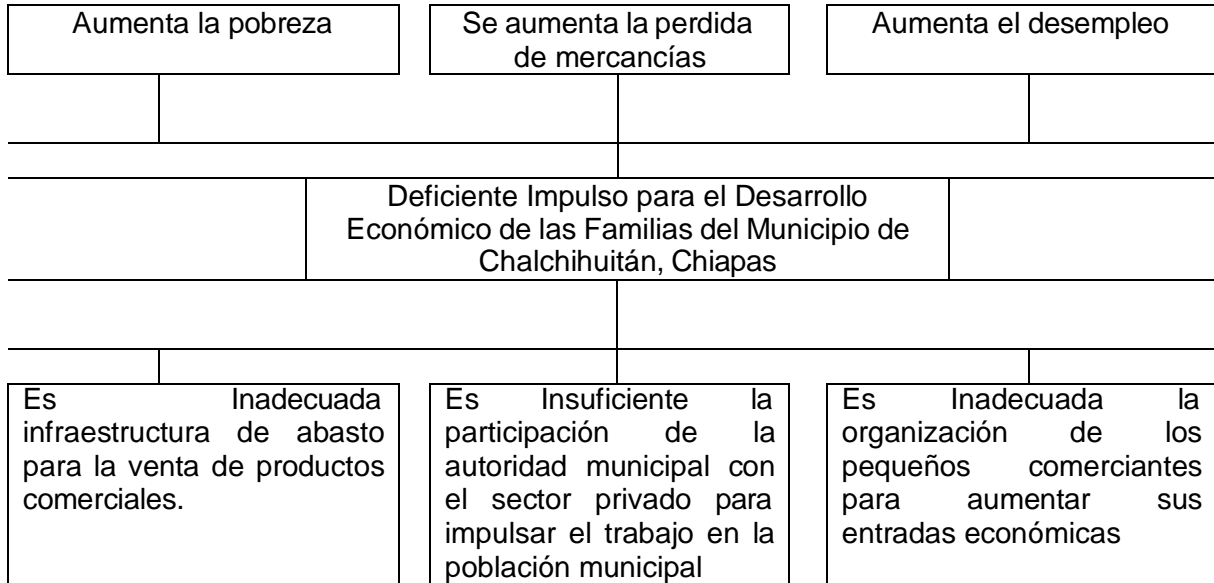 Aumenta la pobreza
Se aumenta la perdida
de mercancías
Aumenta el desempleo
Deficiente Impulso para el Desarrollo
Económico de las Familias del Municipio de
Chalchihuitán, Chiapas
Es Inadecuada
infraestructura de abasto
para la venta de productos
comerciales.
Es Insuficiente la
participación de la
autoridad municipal con
el sector privado para
impulsar el trabajo en la
población municipal
Es Inadecuada la
organización de los
pequeños comerciantes
para aumentar sus
entradas económicas